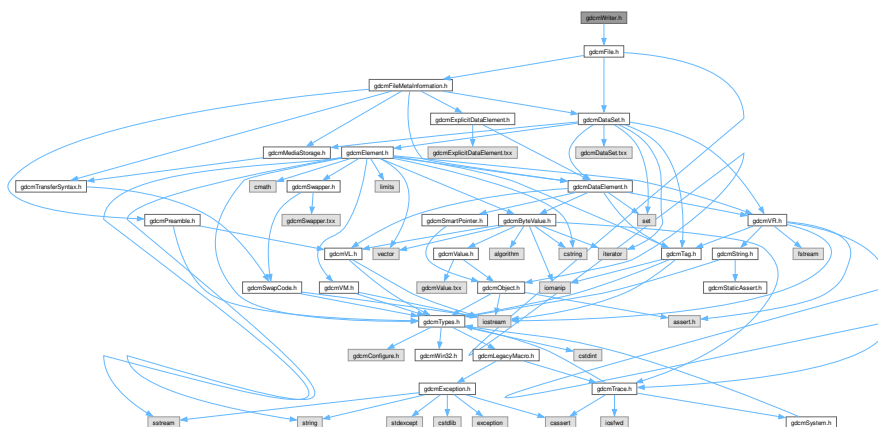 gdcmWriter.h
gdcmFile.h
gdcmFileMetaInformation.h
gdcmExplicitDataElement.h
gdcmDataSet.h
gdcmMediaStorage.h
gdcmElement.h
gdcmExplicitDataElement.txx
gdcmDataSet.txx
gdcmTransferSyntax.h
cmath
gdcmSwapper.h
limits
gdcmDataElement.h
gdcmPreamble.h
gdcmSwapper.txx
gdcmSmartPointer.h
gdcmByteValue.h
set
gdcmVR.h
gdcmVL.h
vector
gdcmValue.h
algorithm
cstring
iterator
gdcmTag.h
gdcmString.h
fstream
gdcmSwapCode.h
gdcmVM.h
gdcmValue.txx
gdcmObject.h
iomanip
gdcmStaticAssert.h
gdcmTypes.h
iostream
assert.h
gdcmConfigure.h
gdcmWin32.h
gdcmLegacyMacro.h
cstdint
gdcmException.h
gdcmTrace.h
sstream
string
stdexcept
cstdlib
exception
cassert
iosfwd
gdcmSystem.h